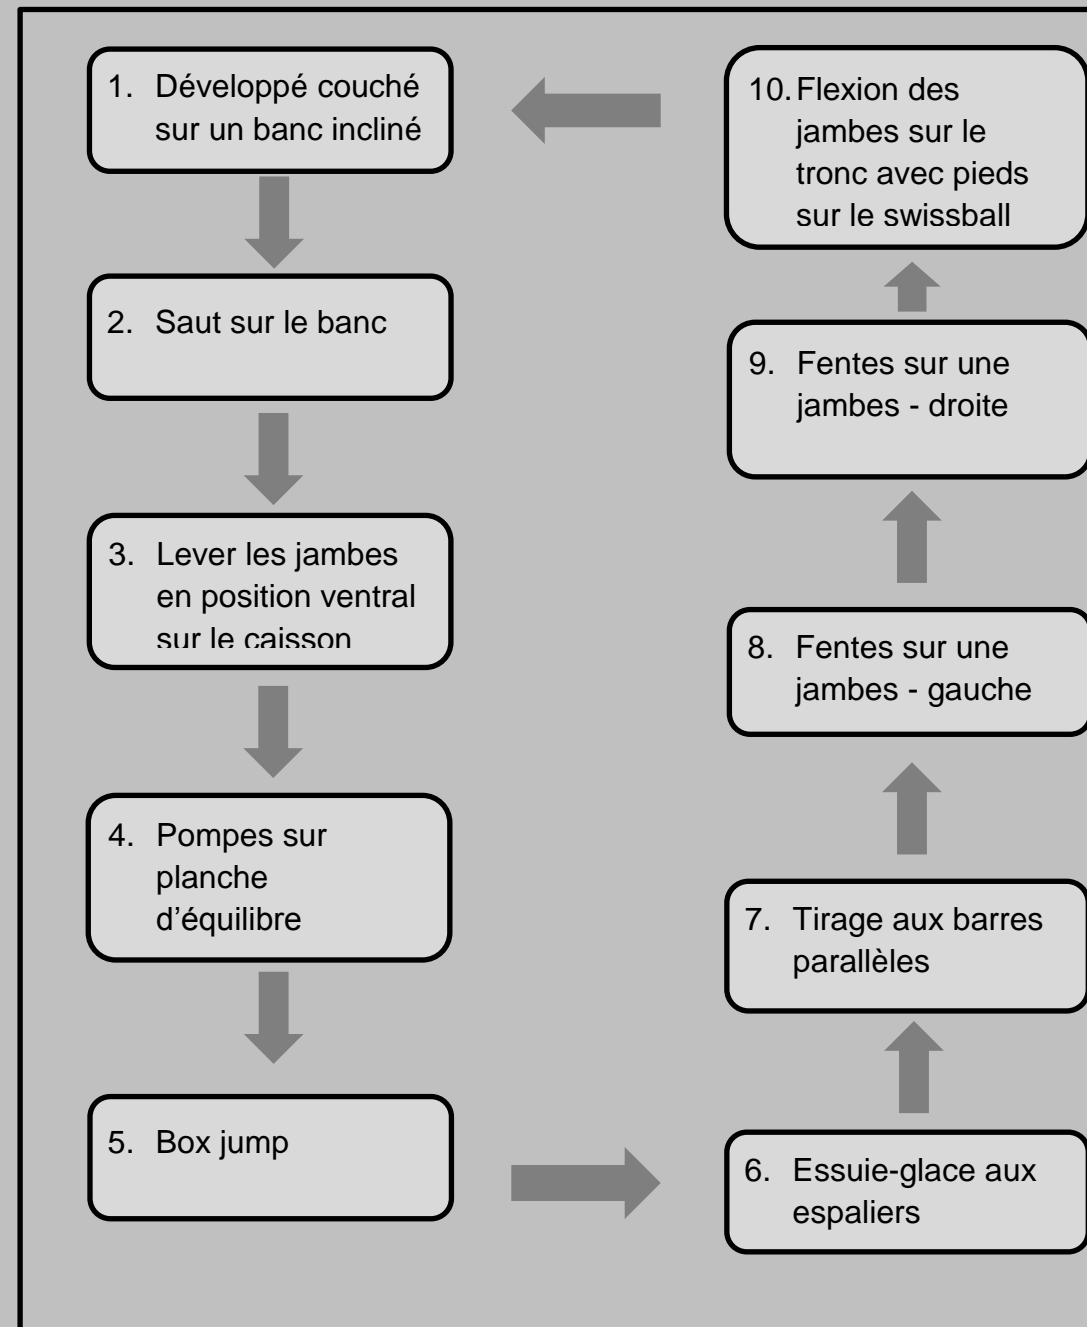 1. Développé couché
sur un banc incliné
2. Saut sur le banc
3. Lever les jambes
en position ventral
sur le caisson
4. Pompes sur
planche
d’équilibre
5. Box jump
6. Essuie-glace aux
espaliers
7. Tirage aux barres
parallèles
8. Fentes sur une
jambes - gauche
9. Fentes sur une
jambes - droite
10. Flexion des
jambes sur le
tronc avec pieds
sur le swissball